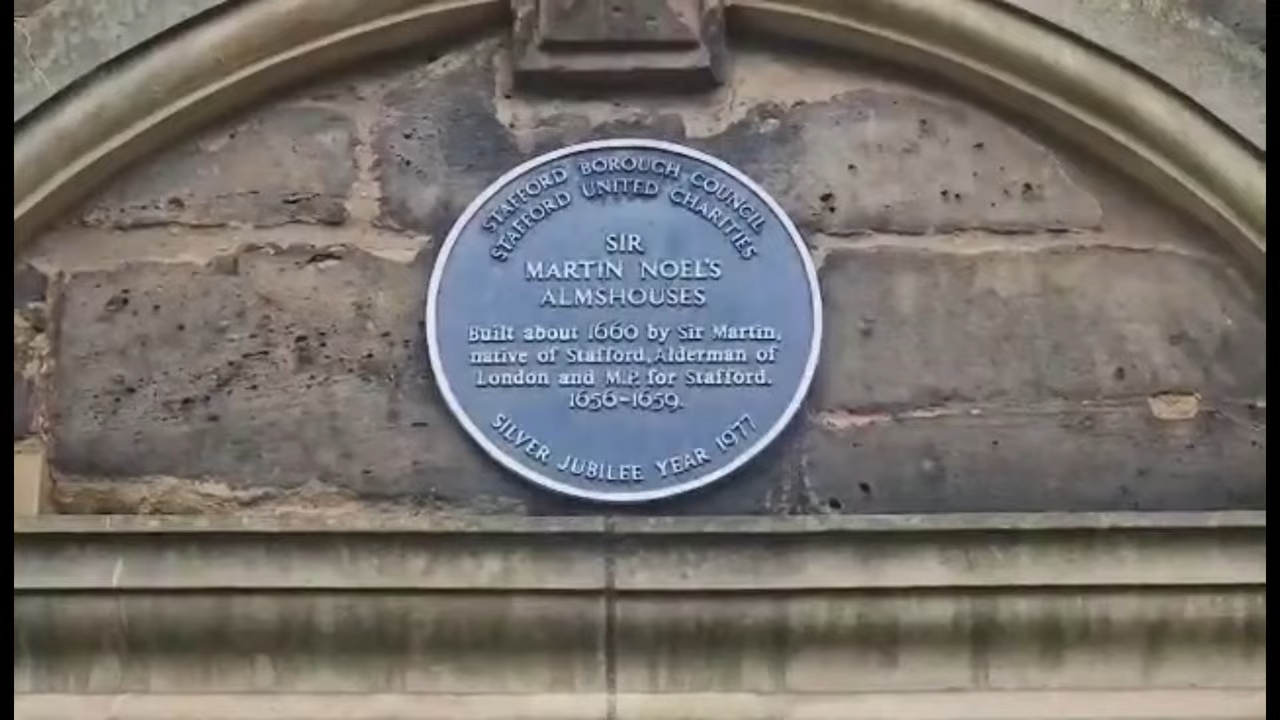 STAFFORD BOROUGH COUNCIL
STAFFORD UNITED CHARITIES
SIR
MARTIN NOEL'S
ALMSHOUSES
Built about 1660 by Sir Martin,
native of Stafford, Alderman of
London and M.P. for Stafford.
1656-1659.
SILVER JUBILEE YEAR 1977